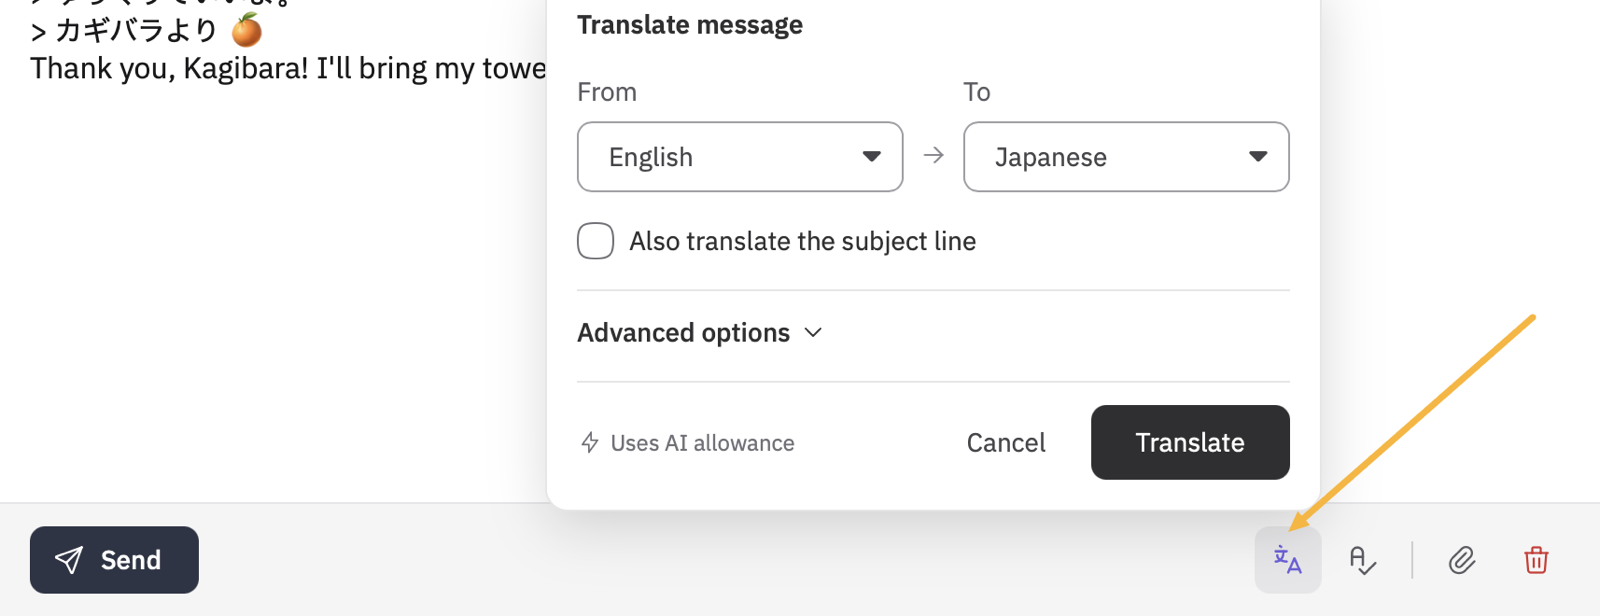 > カギバラより 🍊
Thank you, Kagibara! I'll bring my towe
Translate message
From
To
English
Japanese
Also translate the subject line
Advanced options
Uses AI allowance
Cancel
Translate
Send